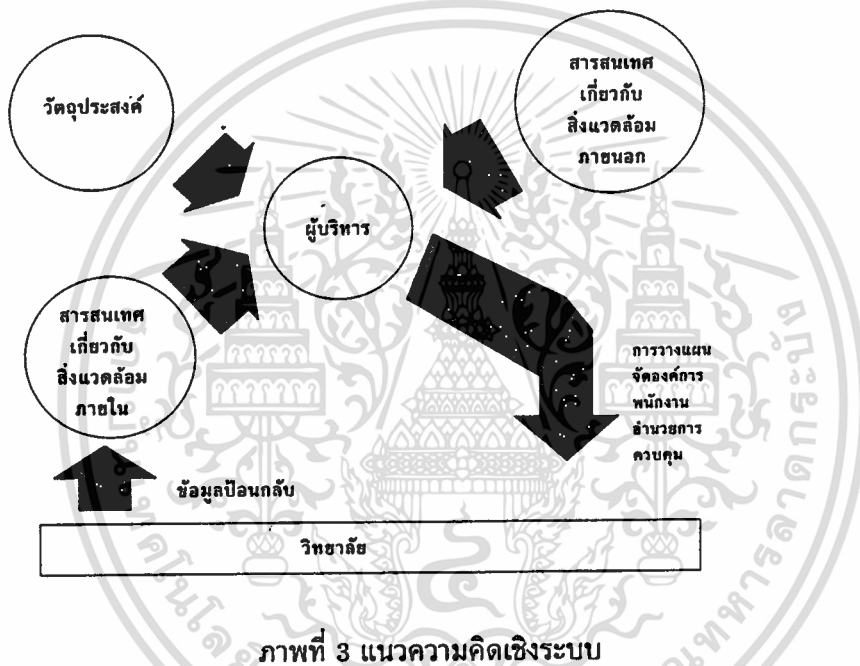 วัตถุประสงค์
สารสนเทศ
เกี่ยวกับ
สิ่งแวดล้อม
ภายนอก
ผู้บริหาร
สารสนเทศ
เกี่ยวกับ
สิ่งแวดล้อม
ภายใน
การวางแผน
จัดองค์การ
พนักงาน
อำนวยการ
ควบคุม
ข้อมูลป้อนกลับ
วิทยาลัย
ภาพที่ 3 แนวความคิดเชิงระบบ